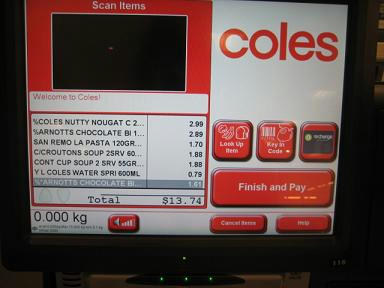 Scan Items
coles
Welcome to Coles!
%COLES NUTTY NOUGAT C 2... 2.99
%ARNOTTS CHOCOLATE BI 1... 2.89
SAN REMO LA PASTA 120GR... 1.70
C/CROUTONS SOUP 2SRV 60... 1.88
CONT CUP SOUP 2 SRV 55GR... 1.88
Y L COLES WATER SPRI 600ML 0.79
%*ARNOTTS CHOCOLATE BI... 1.61
Total $13.74
Look Up
Item
Key In
Code
recharge
Finish and Pay
0.000 kg
Cancel Items
Help